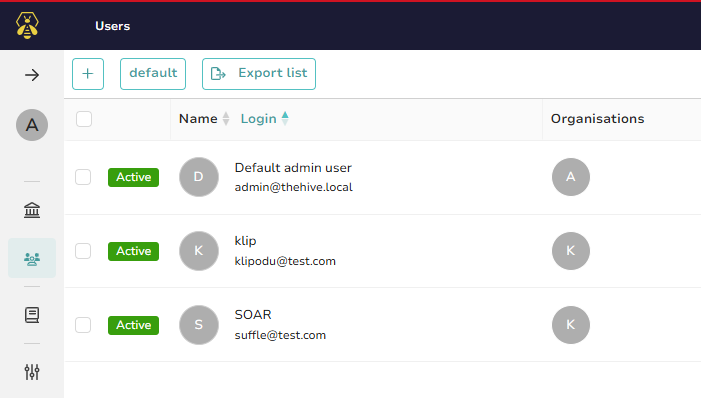 Users
default
Export list
A
Name
Login
Organisations
Active
D
Default admin user
admin@thehive.local
A
Active
K
klip
klipodu@test.com
K
Active
S
SOAR
suffle@test.com
K